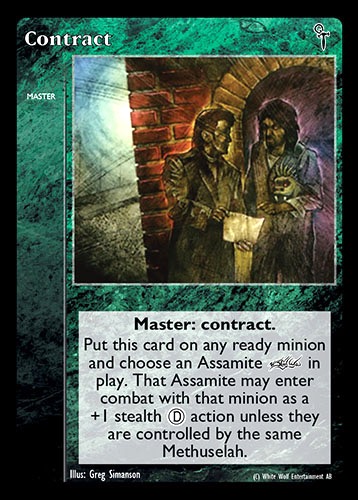 Contract
MASTER
Master: contract.
Put this card on any ready minion
and choose an Assamite in
play. That Assamite may enter
combat with that minion as a
+1 stealth Ⓓ action unless they
are controlled by the same
Methuselah.
Illus: Greg Simanson
(C) White Wolf Entertainment AB